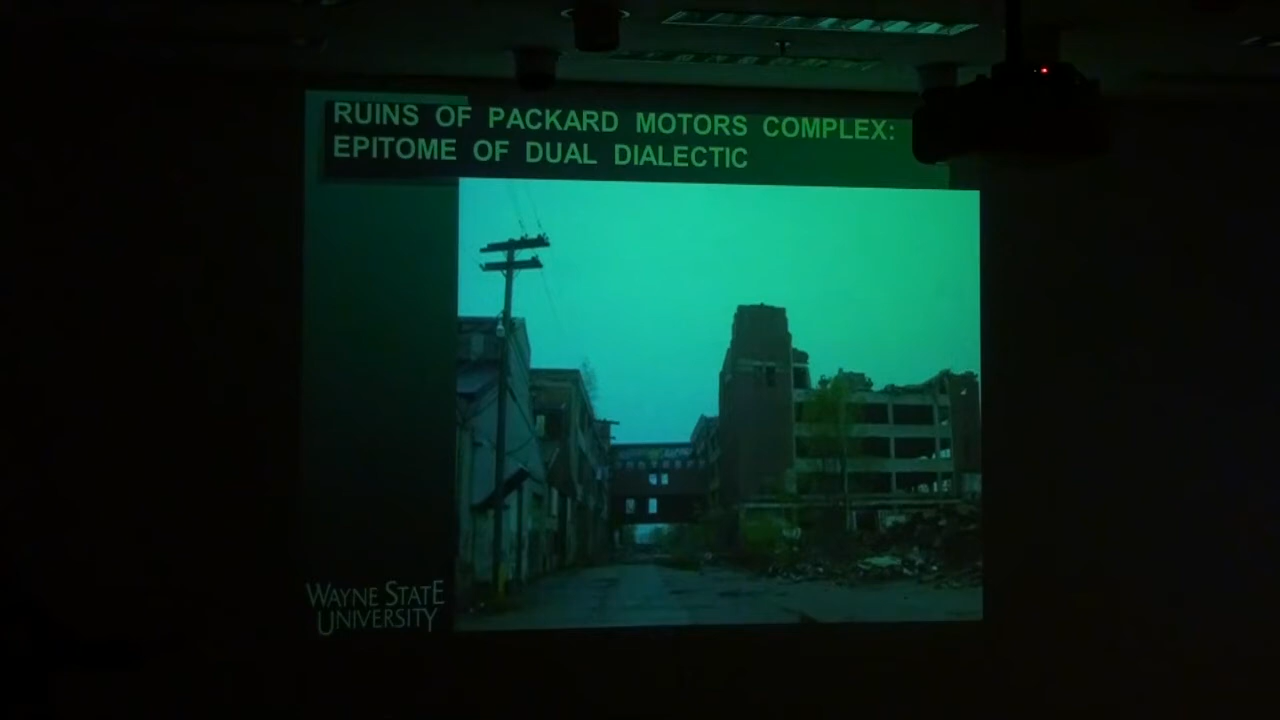 RUINS OF PACKARD MOTORS COMPLEX:
EPITOME OF DUAL DIALECTIC
WAYNE STATE
UNIVERSITY